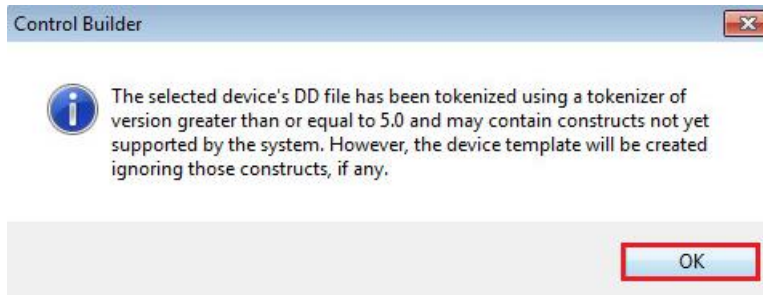 Control Builder
The selected device's DD file has been tokenized using a tokenizer of
version greater than or equal to 5.0 and may contain constructs not yet
supported by the system. However, the device template will be created
ignoring those constructs, if any.
OK